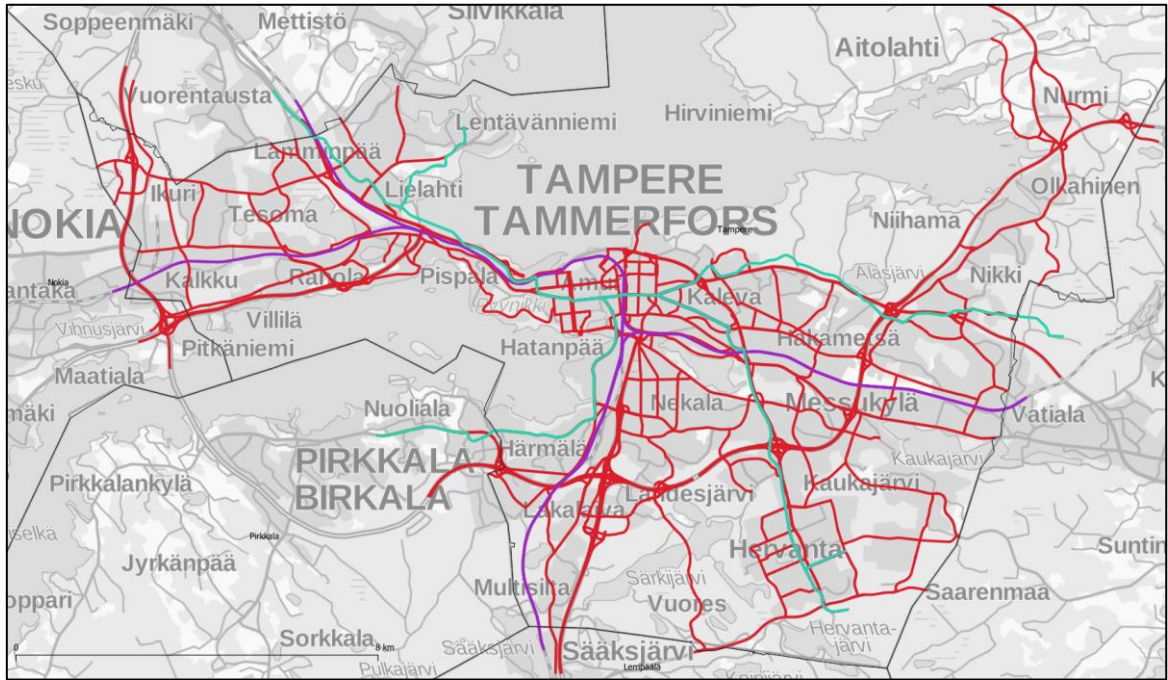 Soppeenmäki
Mettistö
Siivikkala
Aitolahti
Vuorentausta
Lentävänniemi
Hirviniemi
Nurmi
Lamminpää
TAMPERE
TAMMERFORS
Ikuri
Lielahti
Olkahinen
NOKIA
Tesoma
Niihama
Tampere
Nokia
Kalkku
Rahola
Pispala
Amuri
Kaleva
Alasjärvi
Nikki
Vihnusjärvi
Villilä
Pitkäniemi
Hatanpää
Hakametsä
Maatiala
Nuoliala
Nekala
Messukylä
Vatiala
Härmälä
PIRKKALA
BIRKALA
Pirkkalankylä
Kaukajärvi
Kaukajärvi
Lahdesjärvi
Lakalaiva
Pirkkala
Hervanta
Jyrkänpää
Multisilta
Särkijärvi
Vuores
Saarenmaa
Sorkkala
Sääksjärvi
Sääksjärvi
Hervanta-
järvi
8 km
0
Pulkajärvi
Lempäälä